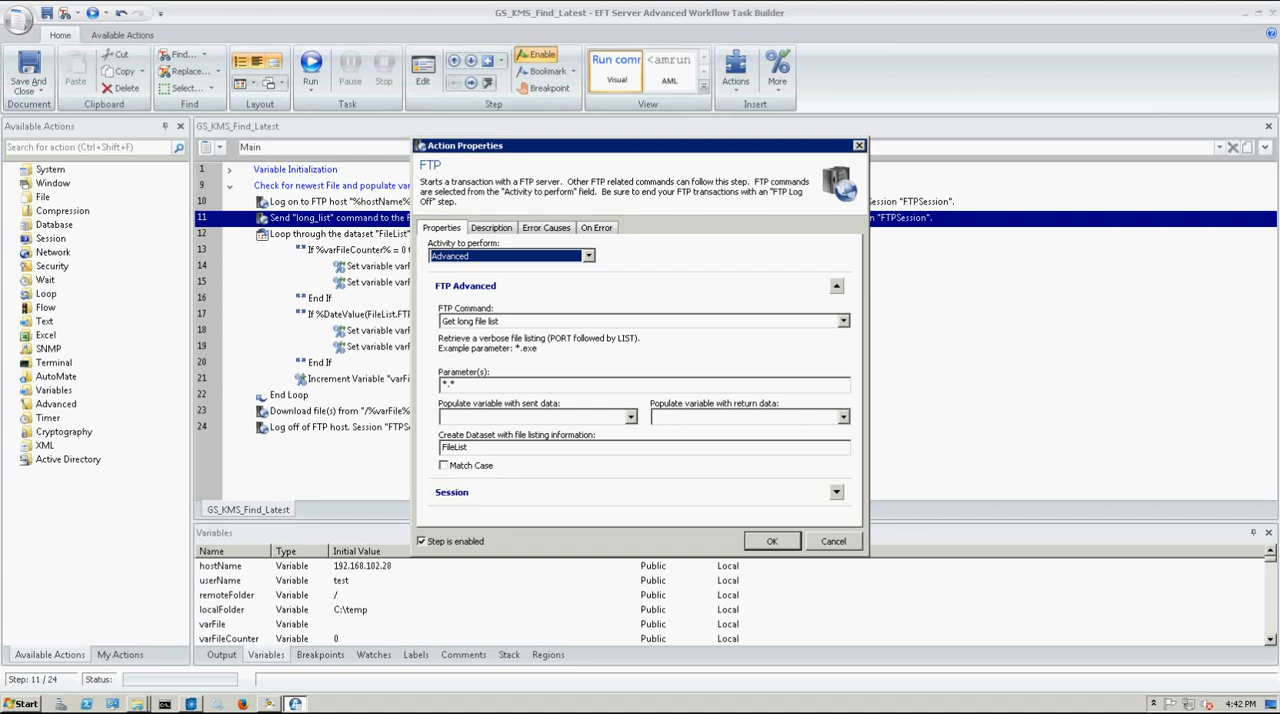 GS_KMS_Find_Latest - EFT Server Advanced Workflow Task Builder
Home
Available Actions
Save And
Close
Document
Paste
Cut
Copy
Delete
Clipboard
Find...
Replace...
Select...
Find
Layout
Run
Pause
Stop
Task
Edit
Enable
Bookmark
Breakpoint
Step
Run comr
Visual
<amrun
AML
View
Actions
More
Insert
Available Actions
Search for action (Ctrl+Shift+F)
System
Window
File
Compression
Database
Session
Network
Security
Wait
Loop
Flow
Text
Excel
SNMP
Terminal
AutoMate
Variables
Advanced
Timer
Cryptography
XML
Active Directory
Available Actions
My Actions
GS_KMS_Find_Latest
Main
1 Variable Initialization
9 Check for newest File and populate var
10 Log on to FTP host "%hostName%
Session "FTPSession".
11 Send "long_list" command to the F
n "FTPSession".
12 Loop through the dataset "FileList"
13 If %varFileCounter% = 0 t
14 Set variable varF
15 Set variable varF
16 End If
17 If %DateValue(FileList.FTP
18 Set variable varF
19 Set variable varF
20 End If
21 Increment Variable "varFi
22 End Loop
23 Download file(s) from "/%varFile%
24 Log off of FTP host. Session "FTPS
GS_KMS_Find_Latest
Action Properties
FTP
Starts a transaction with a FTP server. Other FTP related commands can follow this step. FTP commands
are selected from the "Activity to perform" field. Be sure to end your FTP transactions with an "FTP Log
Off" step.
Properties
Description
Error Causes
On Error
Activity to perform:
Advanced
FTP Advanced
FTP Command:
Get long file list
Retrieve a verbose file listing (PORT followed by LIST).
Example parameter: *.exe
Parameter(s):
*.*
Populate variable with sent data:
Populate variable with return data:
Create Dataset with file listing information:
FileList
Match Case
Session
Step is enabled
OK
Cancel
Variables
Name Type Initial Value
hostName Variable 192.168.102.28 Public Local
userName Variable test Public Local
remoteFolder Variable / Public Local
localFolder Variable C:\temp Public Local
varFile Variable Public Local
varFileCounter Variable 0 Public Local
Output
Variables
Breakpoints
Watches
Labels
Comments
Stack
Regions
Step: 11 / 24
Status:
Start
4:42 PM